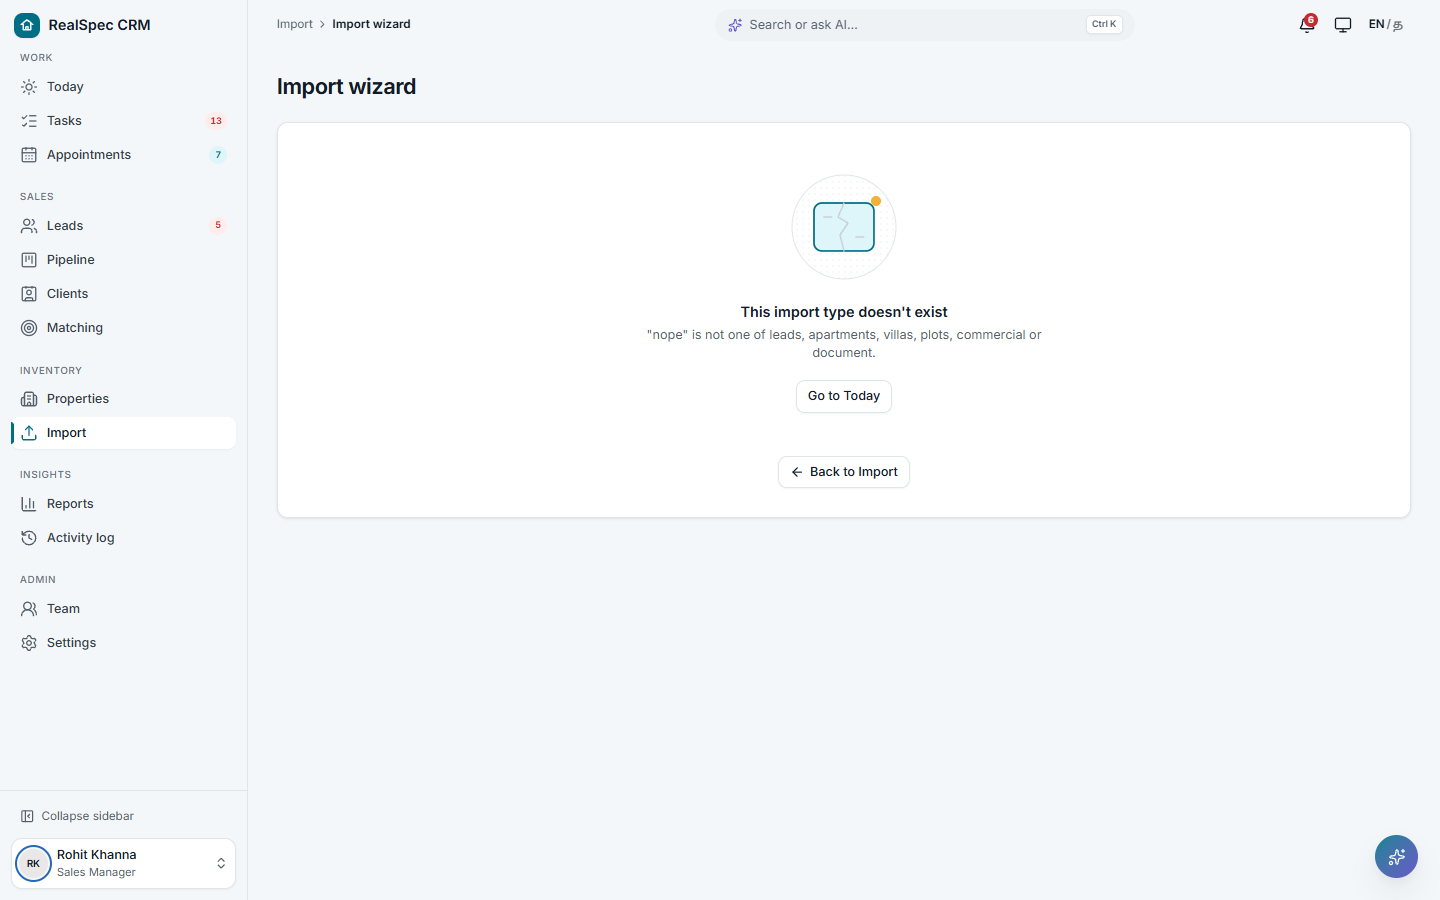 RealSpec CRM
WORK
Today
Tasks 13
Appointments 7
SALES
Leads 5
Pipeline
Clients
Matching
INVENTORY
Properties
Import
INSIGHTS
Reports
Activity log
ADMIN
Team
Settings
Collapse sidebar
RK
Rohit Khanna
Sales Manager
Import > Import wizard
Search or ask AI...
Ctrl K
6
EN / த
Import wizard
This import type doesn't exist
"nope" is not one of leads, apartments, villas, plots, commercial or
document.
Go to Today
Back to Import